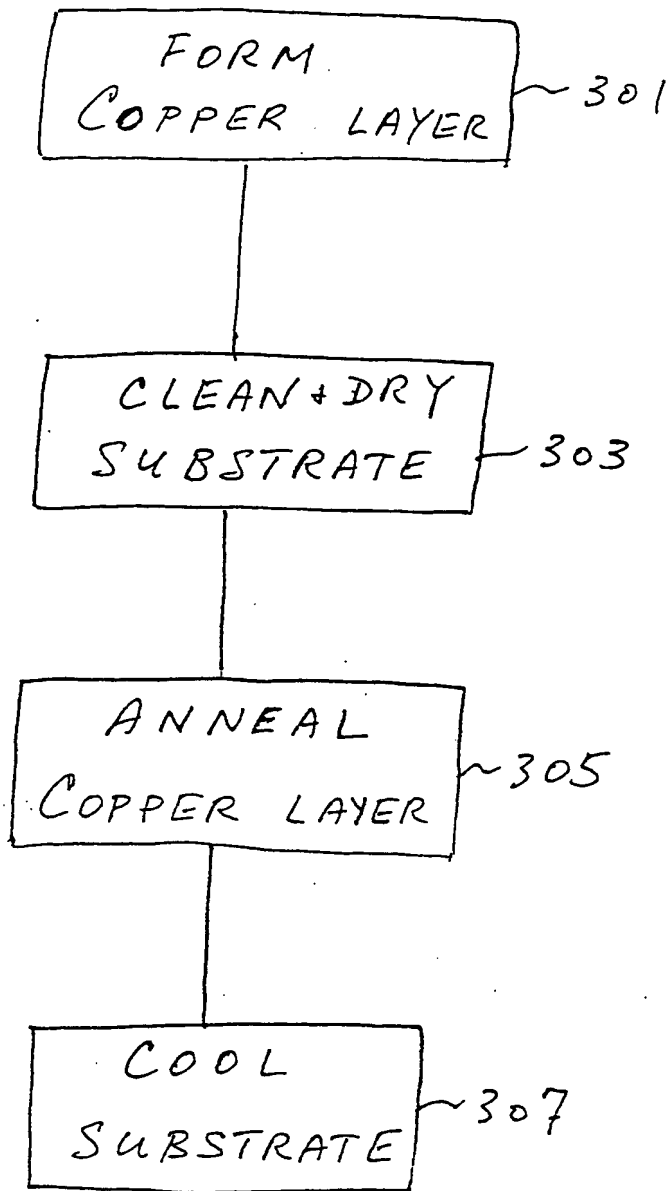 FORM
COPPER LAYER
301
CLEAN + DRY
SUBSTRATE
303
ANNEAL
COPPER LAYER
305
COOL
SUBSTRATE
307